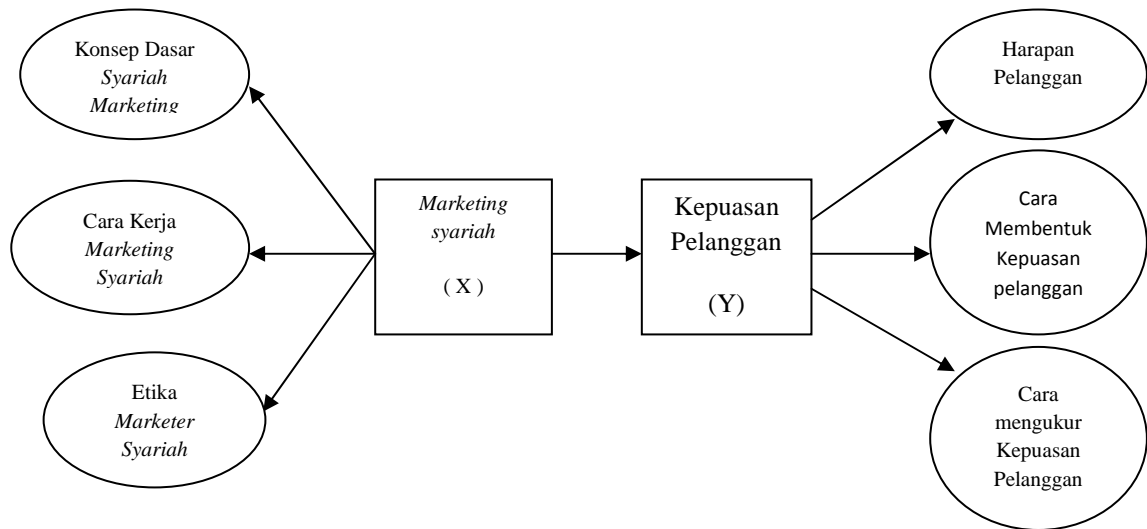 Konsep Dasar
Syariah
Marketing
Cara Kerja
Marketing
Syariah
Etika
Marketer
Syariah
Marketing
syariah
( X )
Kepuasan
Pelanggan
(Y)
Harapan
Pelanggan
Cara
Membentuk
Kepuasan
pelanggan
Cara
mengukur
Kepuasan
Pelanggan